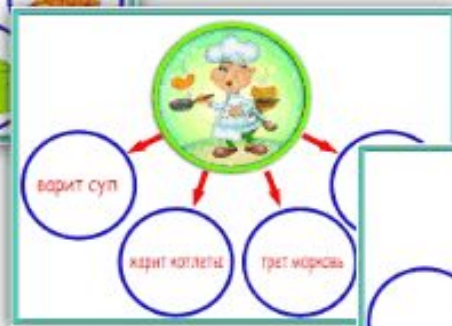 варит суп
жарит котлеты
трет морковь